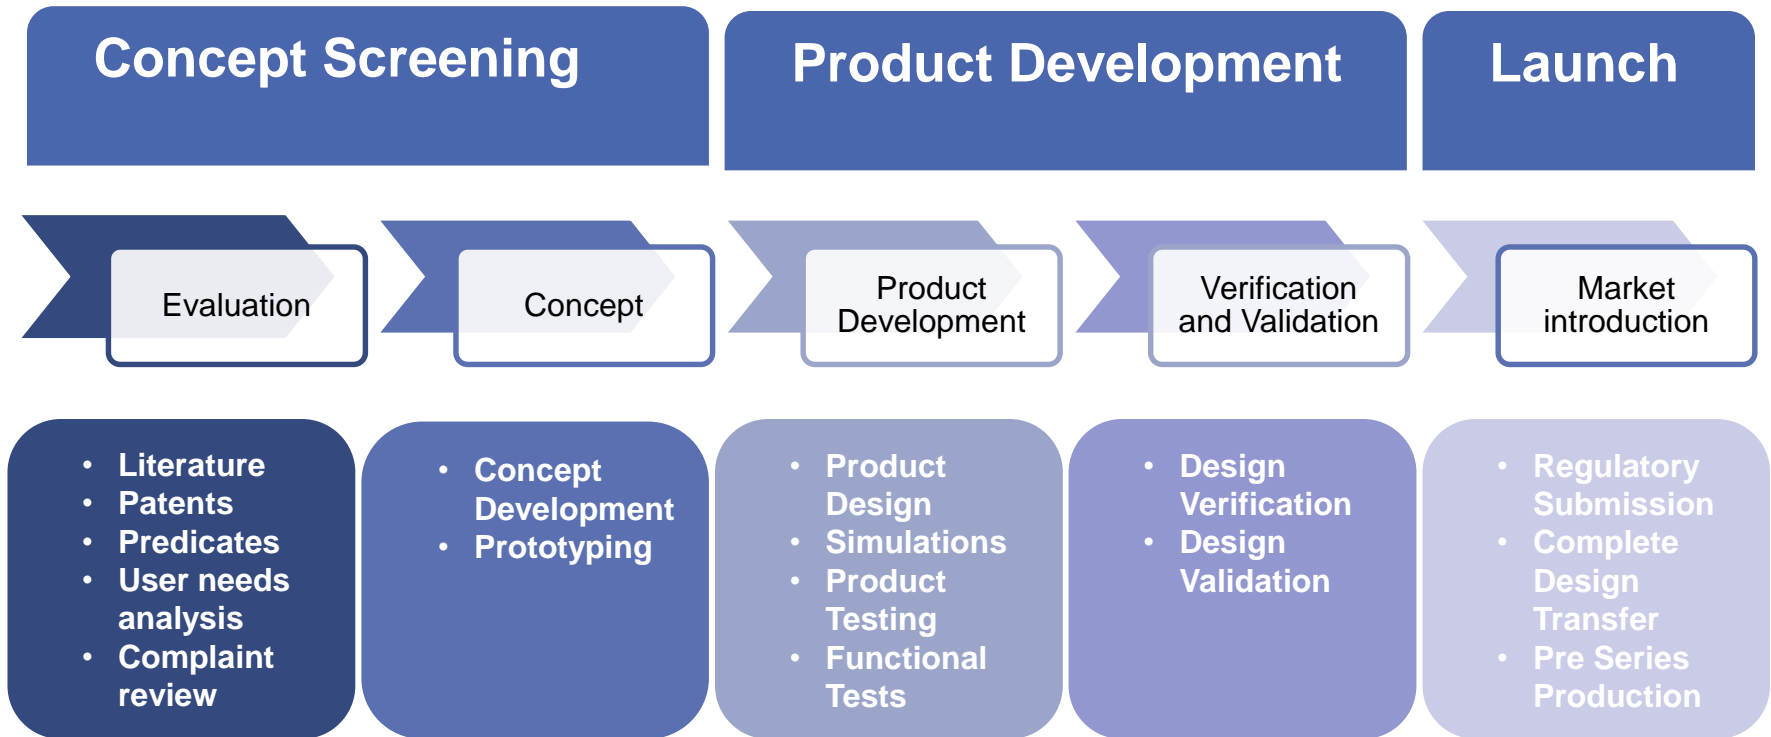 Concept Screening
Product Development
Launch
Evaluation
Concept
Product
Development
Verification
and Validation
Market
introduction
• Literature
• Patents
• Predicates
• User needs
analysis
• Complaint
review
• Concept
Development
• Prototyping
• Product
Design
• Simulations
• Product
Testing
• Functional
Tests
• Design
Verification
• Design
Validation
• Regulatory
Submission
• Complete
Design
Transfer
• Pre Series
Production